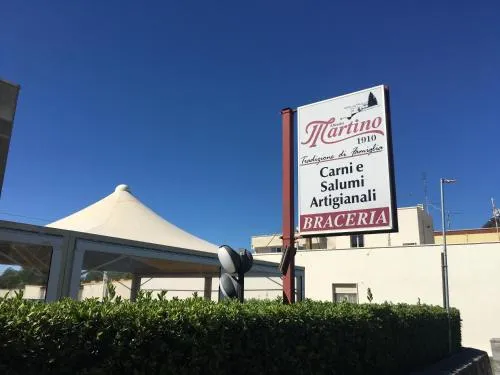 Martino
1910
Tradizione di Famiglia
Carni e
Salumi
Artigianali
BRACERIA